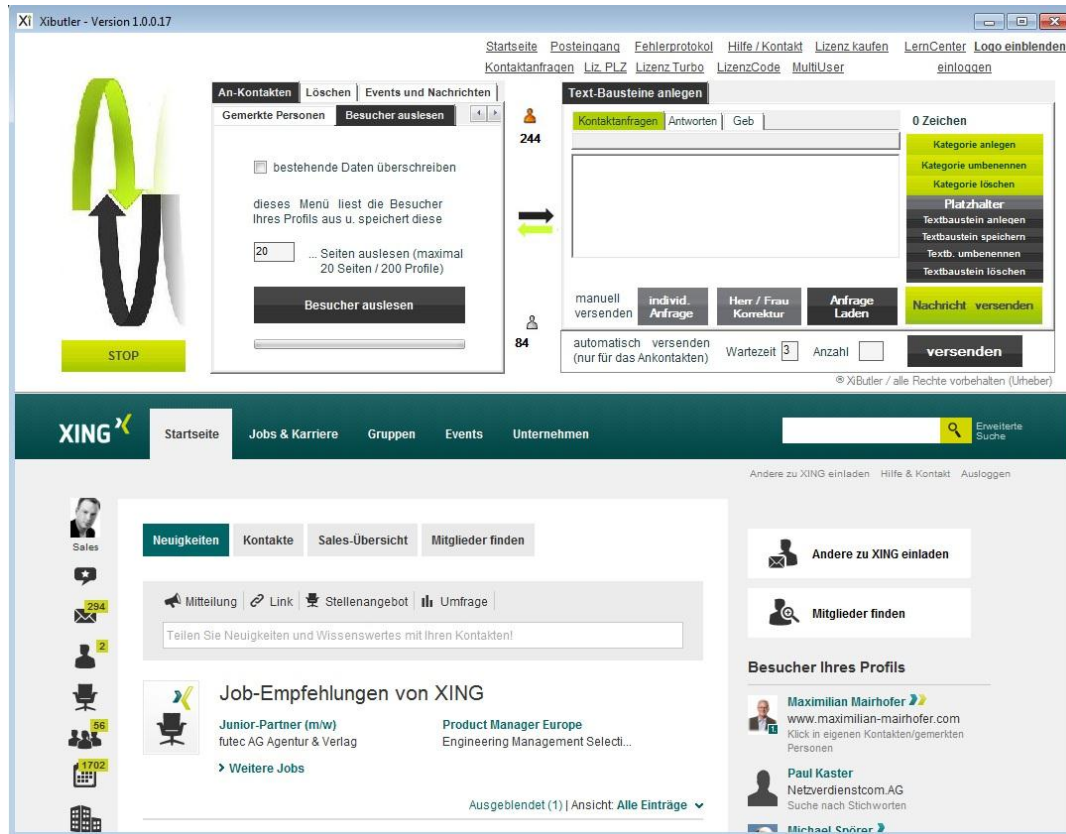 Xi Xibutler - Version 1.0.0.17
Startseite Posteingang Fehlerprotokol Hilfe / Kontakt Lizenz kaufen LernCenter Logo einblenden
Kontaktanfragen Liz. PLZ Lizenz Turbo LizenzCode MultiUser einloggen
An-Kontakten Löschen Events und Nachrichten
Gemerkte Personen Besucher auslesen
bestehende Daten überschreiben
dieses Menü liest die Besucher
Ihres Profils aus u. speichert diese
20 ... Seiten auslesen (maximal
20 Seiten / 200 Profile)
Besucher auslesen
STOP
244
84
Text-Bausteine anlegen
Kontaktanfragen Antworten Geb
0 Zeichen
Kategorie anlegen
Kategorie umbenennen
Kategorie löschen
Platzhalter
Textbaustein anlegen
Textbaustein speichern
Textb. umbenennen
Textbaustein löschen
manuell
versenden
individ.
Anfrage
Herr / Frau
Korrektur
Anfrage
Laden
Nachricht versenden
automatisch versenden
(nur für das Ankontakten)
Wartezeit 3 Anzahl
versenden
® XiButler / alle Rechte vorbehalten (Urheber)
XING Startseite Jobs & Karriere Gruppen Events Unternehmen
Erweiterte
Suche
Andere zu XING einladen Hilfe & Kontakt Ausloggen
Sales
294
2
56
1702
Neuigkeiten Kontakte Sales-Übersicht Mitglieder finden
Mitteilung Link Stellenangebot Umfrage
Teilen Sie Neuigkeiten und Wissenswertes mit Ihren Kontakten!
Job-Empfehlungen von XING
Junior-Partner (m/w) Product Manager Europe
futec AG Agentur & Verlag Engineering Management Selecti...
Weitere Jobs
Ausgeblendet (1) | Ansicht: Alle Einträge
Andere zu XING einladen
Mitglieder finden
Besucher Ihres Profils
Maximilian Mairhofer
www.maximilian-mairhofer.com
Klick in eigenen Kontakten/gemerkten
Personen
1.
Paul Kaster
Netzverdienstcom.AG
Suche nach Stichworten
Michael Spörer